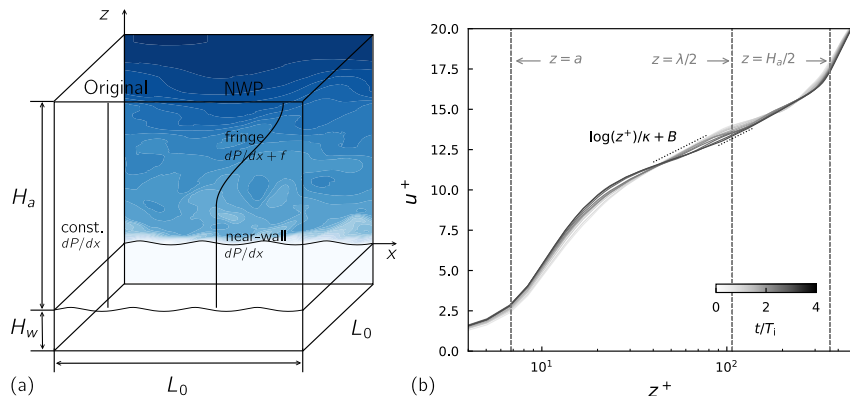 z
Original NWP
fringe
dP/dx + f
H_a
const.
dP/dx
near-wall
dP/dx
x
H_w
L_0
L_0
(a)
20.0
17.5
15.0
12.5
10.0
7.5
5.0
2.5
0.0
u^+
z = a
z = λ/2
z = H_a/2
log(z^+)/κ + B
0 2 4
t/T_i
10^1 10^2
z^+
(b)